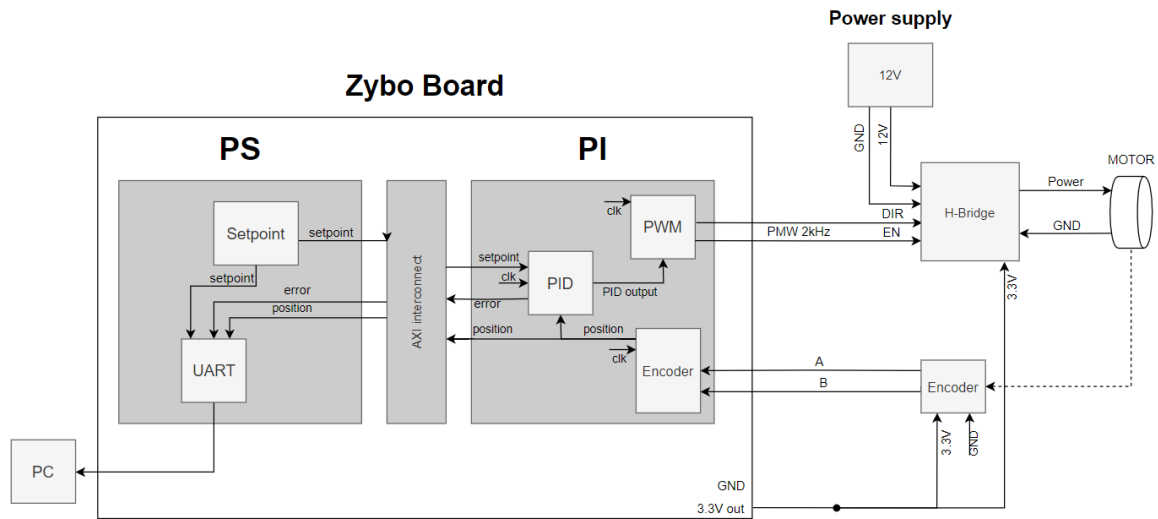 Power supply
12V
Zybo Board
GND
12V
PS
PI
MOTOR
Power
H-Bridge
GND
clk
PWM
DIR
PMW 2kHz
EN
Setpoint
setpoint
setpoint
setpoint
clk
PID
PID output
error
error
position
AXI interconnect
position
position
clk
Encoder
UART
3.3V
A
B
Encoder
3.3V
GND
PC
GND
3.3V out